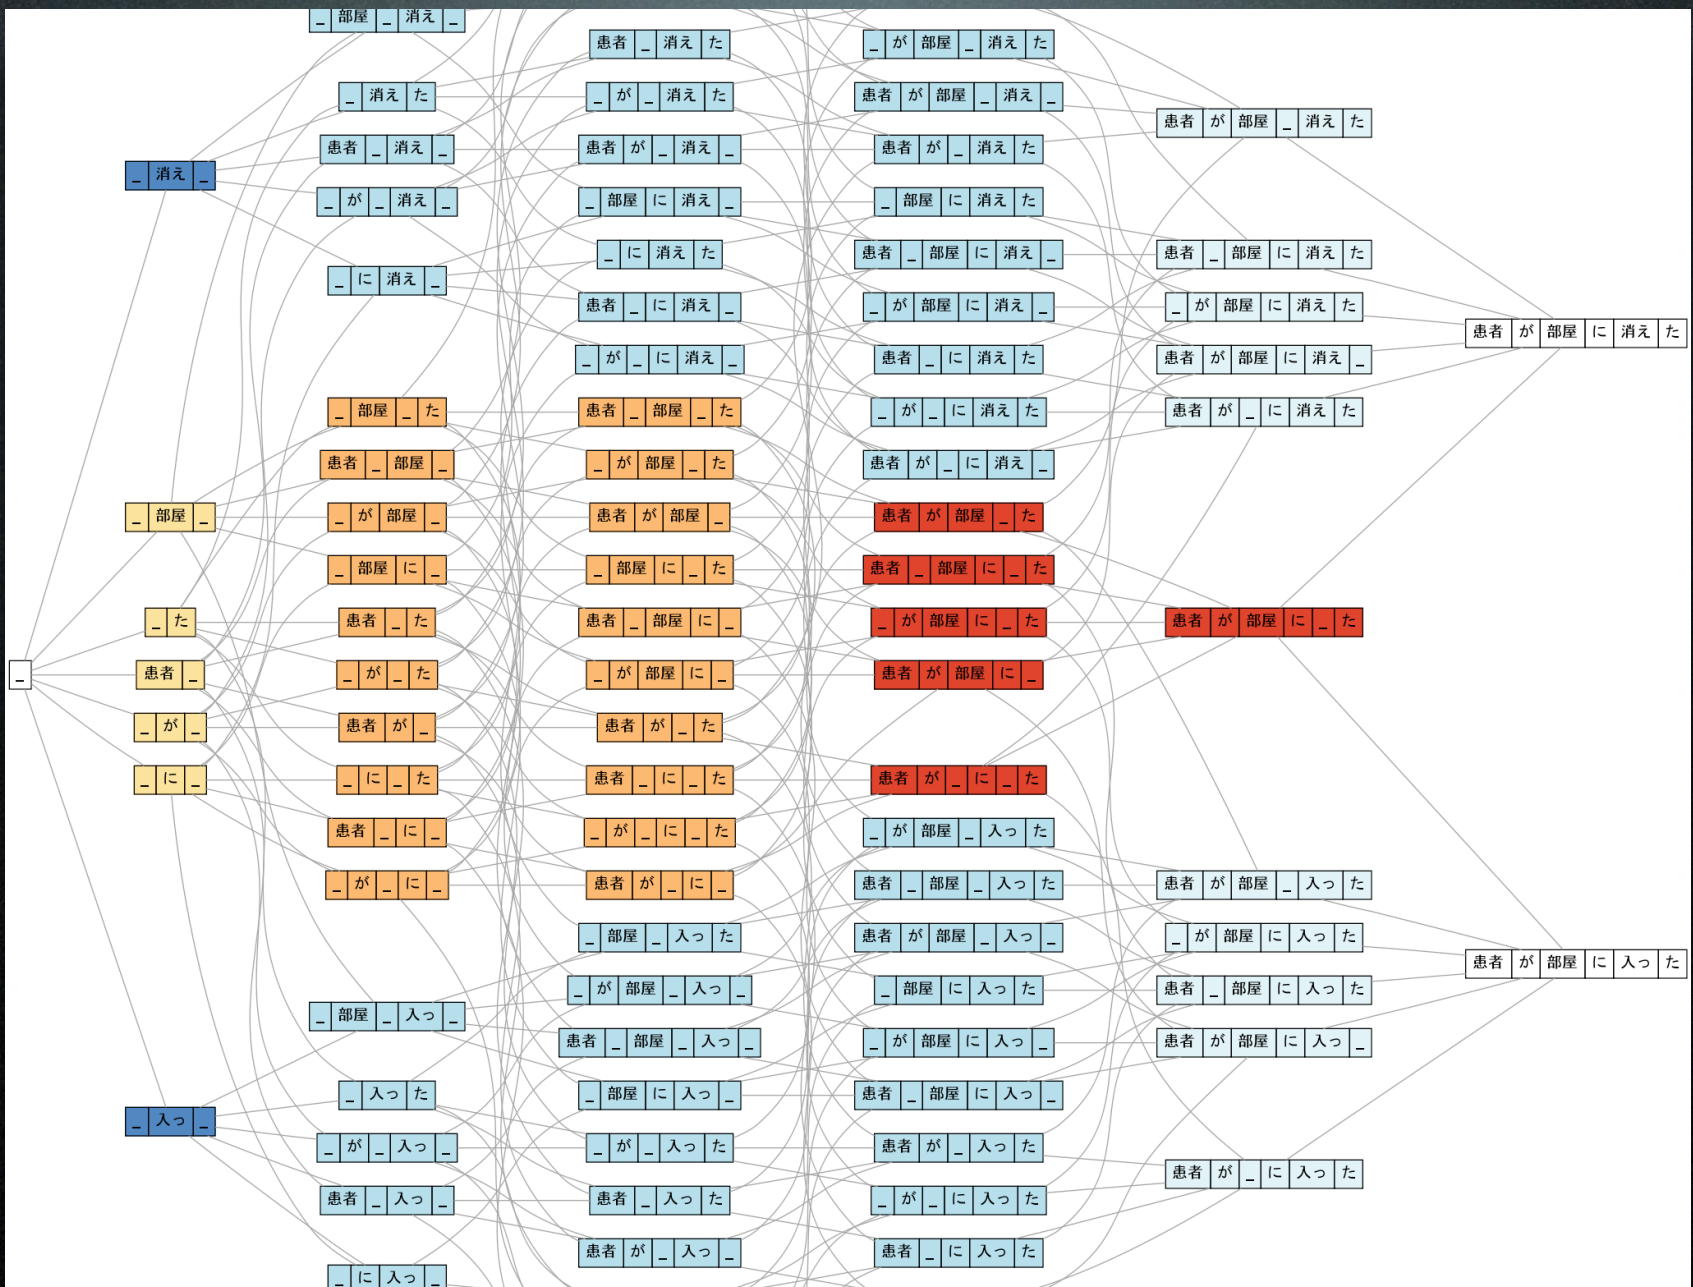 _
_ 消え _
_ 部屋 _
_ た
患者 _
_ が _
_ に _
_ 入っ _
_ 部屋 _ 消え _
_ 消え た
患者 _ 消え _
_ が _ 消え _
_ に 消え _
_ 部屋 _ た
患者 _ 部屋 _
_ が 部屋 _
_ 部屋 に _
患者 _ た
_ が _ た
患者 が _
_ に _ た
患者 _ に _
_ が _ に _
_ 部屋 _ 入っ _
_ 入っ た
_ が _ 入っ _
患者 _ 入っ _
_ に 入っ _
患者 _ 消え た
_ が _ 消え た
患者 が _ 消え _
_ 部屋 に 消え _
_ に 消え た
患者 _ に 消え _
_ が _ に 消え _
患者 _ 部屋 _ た
_ が 部屋 _ た
患者 が 部屋 _
_ 部屋 に _ た
患者 _ 部屋 に _
_ が 部屋 に _
患者 が _ た
患者 _ に _ た
_ が _ に _ た
患者 が _ に _
_ 部屋 _ 入っ た
_ が 部屋 _ 入っ _
患者 _ 部屋 _ 入っ _
_ 部屋 に 入っ _
_ が _ 入っ た
患者 _ 入っ た
患者 が _ 入っ _
_ が 部屋 _ 消え た
患者 が 部屋 _ 消え _
患者 が _ 消え た
_ 部屋 に 消え た
患者 _ 部屋 に 消え _
_ が 部屋 に 消え _
患者 _ に 消え た
_ が _ に 消え た
患者 が _ に 消え _
患者 が 部屋 _ た
患者 _ 部屋 に _ た
_ が 部屋 に _ た
患者 が 部屋 に _
患者 が _ に _ た
_ が 部屋 _ 入っ た
患者 _ 部屋 _ 入っ た
患者 が 部屋 _ 入っ _
_ 部屋 に 入っ た
_ が 部屋 に 入っ _
患者 _ 部屋 に 入っ _
患者 が _ 入っ た
_ が _ に 入っ た
患者 _ に 入っ た
患者 が 部屋 _ 消え た
患者 _ 部屋 に 消え た
_ が 部屋 に 消え た
患者 が 部屋 に 消え _
患者 が _ に 消え た
患者 が 部屋 に _ た
患者 が 部屋 _ 入っ た
_ が 部屋 に 入っ た
患者 _ 部屋 に 入っ た
患者 が 部屋 に 入っ _
患者 が _ に 入っ た
患者 が 部屋 に 消え た
患者 が 部屋 に 入っ た